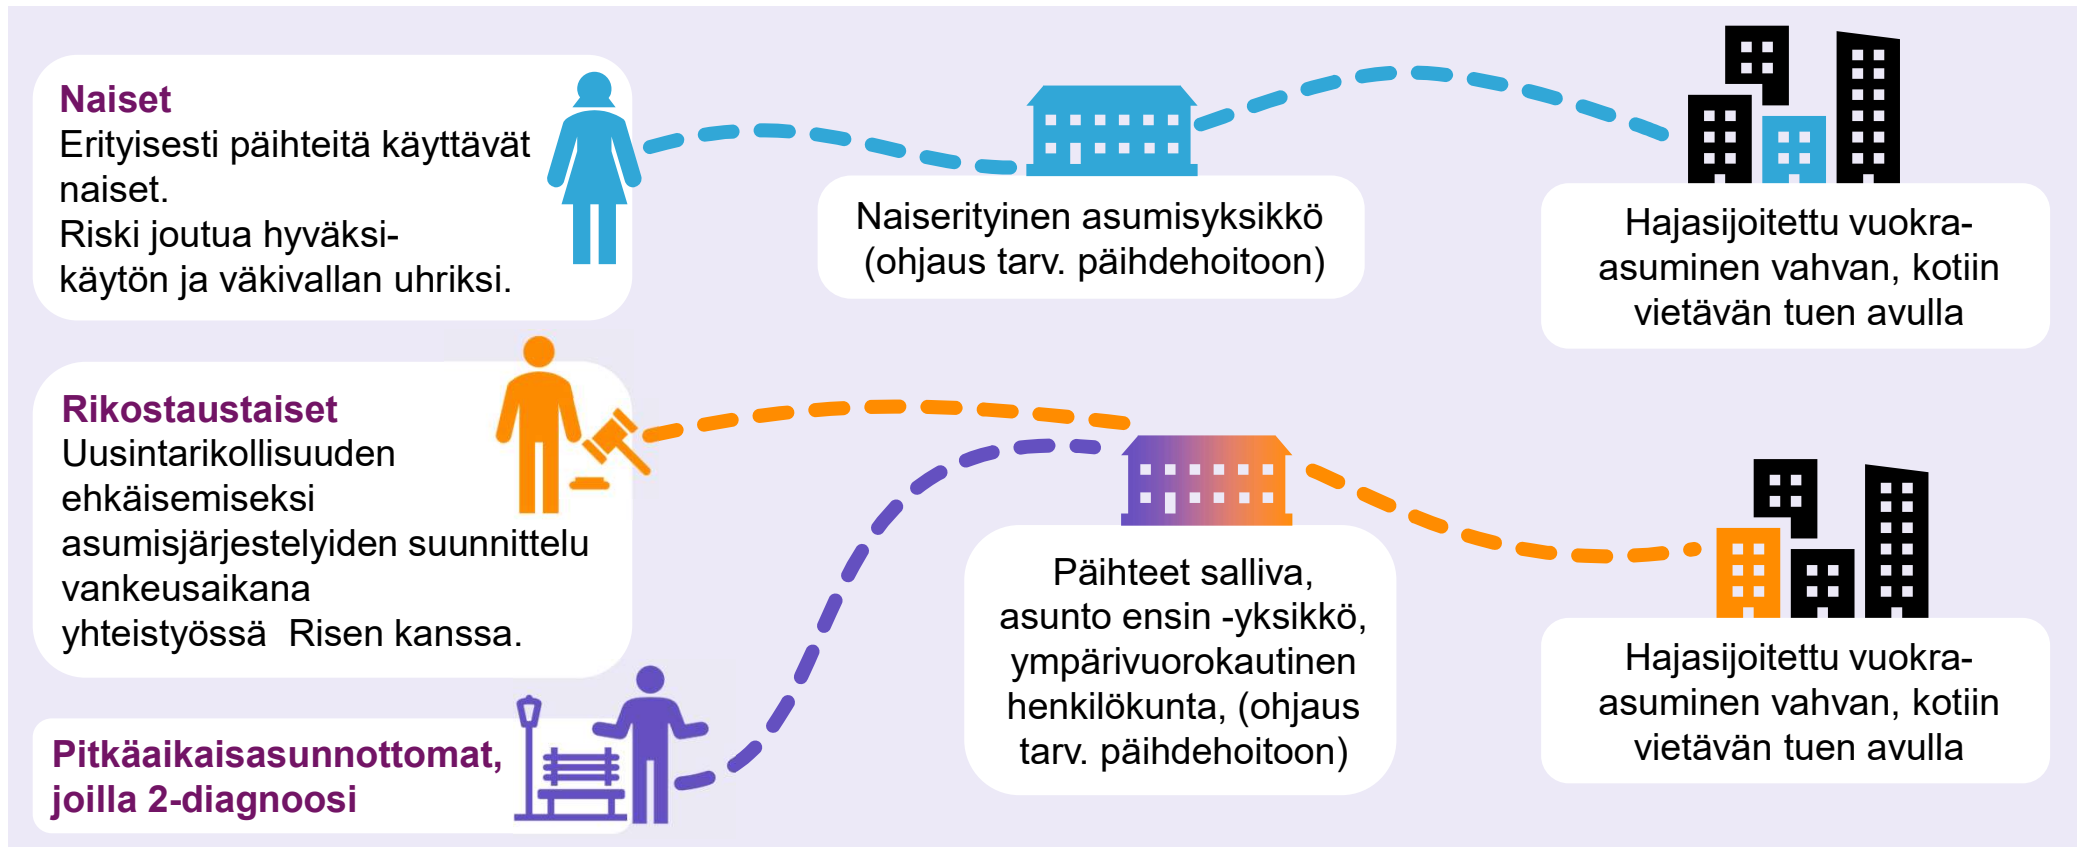 Naiset
Erityisesti päihteitä käyttävät
naiset.
Riski joutua hyväksi-
käytön ja väkivallan uhriksi.
Naiserityinen asumisyksikkö
(ohjaus tarv. päihdehoitoon)
Hajasijoitettu vuokra-
asuminen vahvan, kotiin
vietävän tuen avulla
Rikostaustaiset
Uusintarikollisuuden
ehkäisemiseksi
asumisjärjestelyiden suunnittelu
vankeusaikana
yhteistyössä  Risen kanssa.
Pitkäaikaisasunnottomat,
joilla 2-diagnoosi
Päihteet salliva,
asunto ensin -yksikkö,
ympärivuorokautinen
henkilökunta, (ohjaus
tarv. päihdehoitoon)
Hajasijoitettu vuokra-
asuminen vahvan, kotiin
vietävän tuen avulla